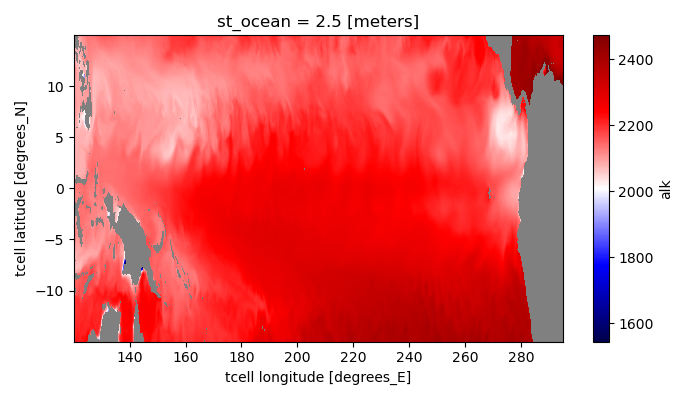 st_ocean = 2.5 [meters]
10
5
0
−5
−10
tcell latitude [degrees_N]
140 160 180 200 220 240 260 280
tcell longitude [degrees_E]
2400
2200
2000
1800
1600
alk